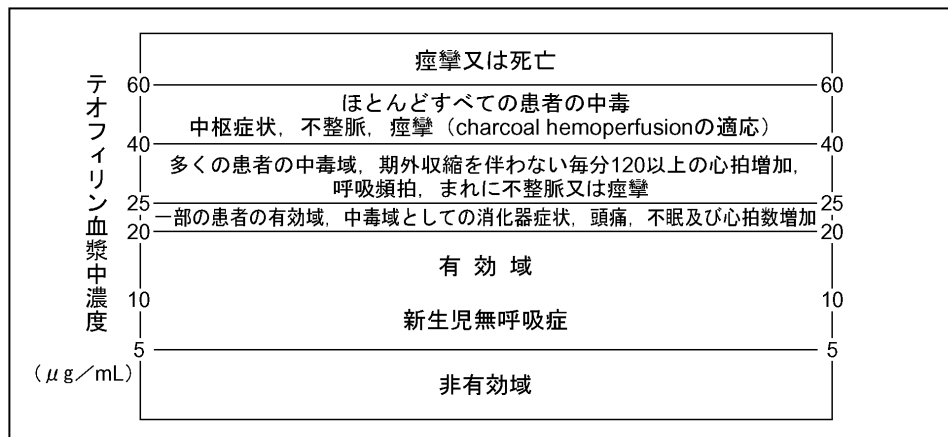 痙攣又は死亡
60 60
ほとんどすべての患者の中毒
中枢症状，不整脈，痙攣（charcoal hemoperfusionの適応）
40 40
多くの患者の中毒域，期外収縮を伴わない毎分120以上の心拍増加，
呼吸頻拍，まれに不整脈又は痙攣
25 25
一部の患者の有効域，中毒域としての消化器症状，頭痛，不眠及び心拍数増加
20 20
有効域
10 10
新生児無呼吸症
5 5
非有効域
テオフィリン血漿中濃度
（μg／mL）